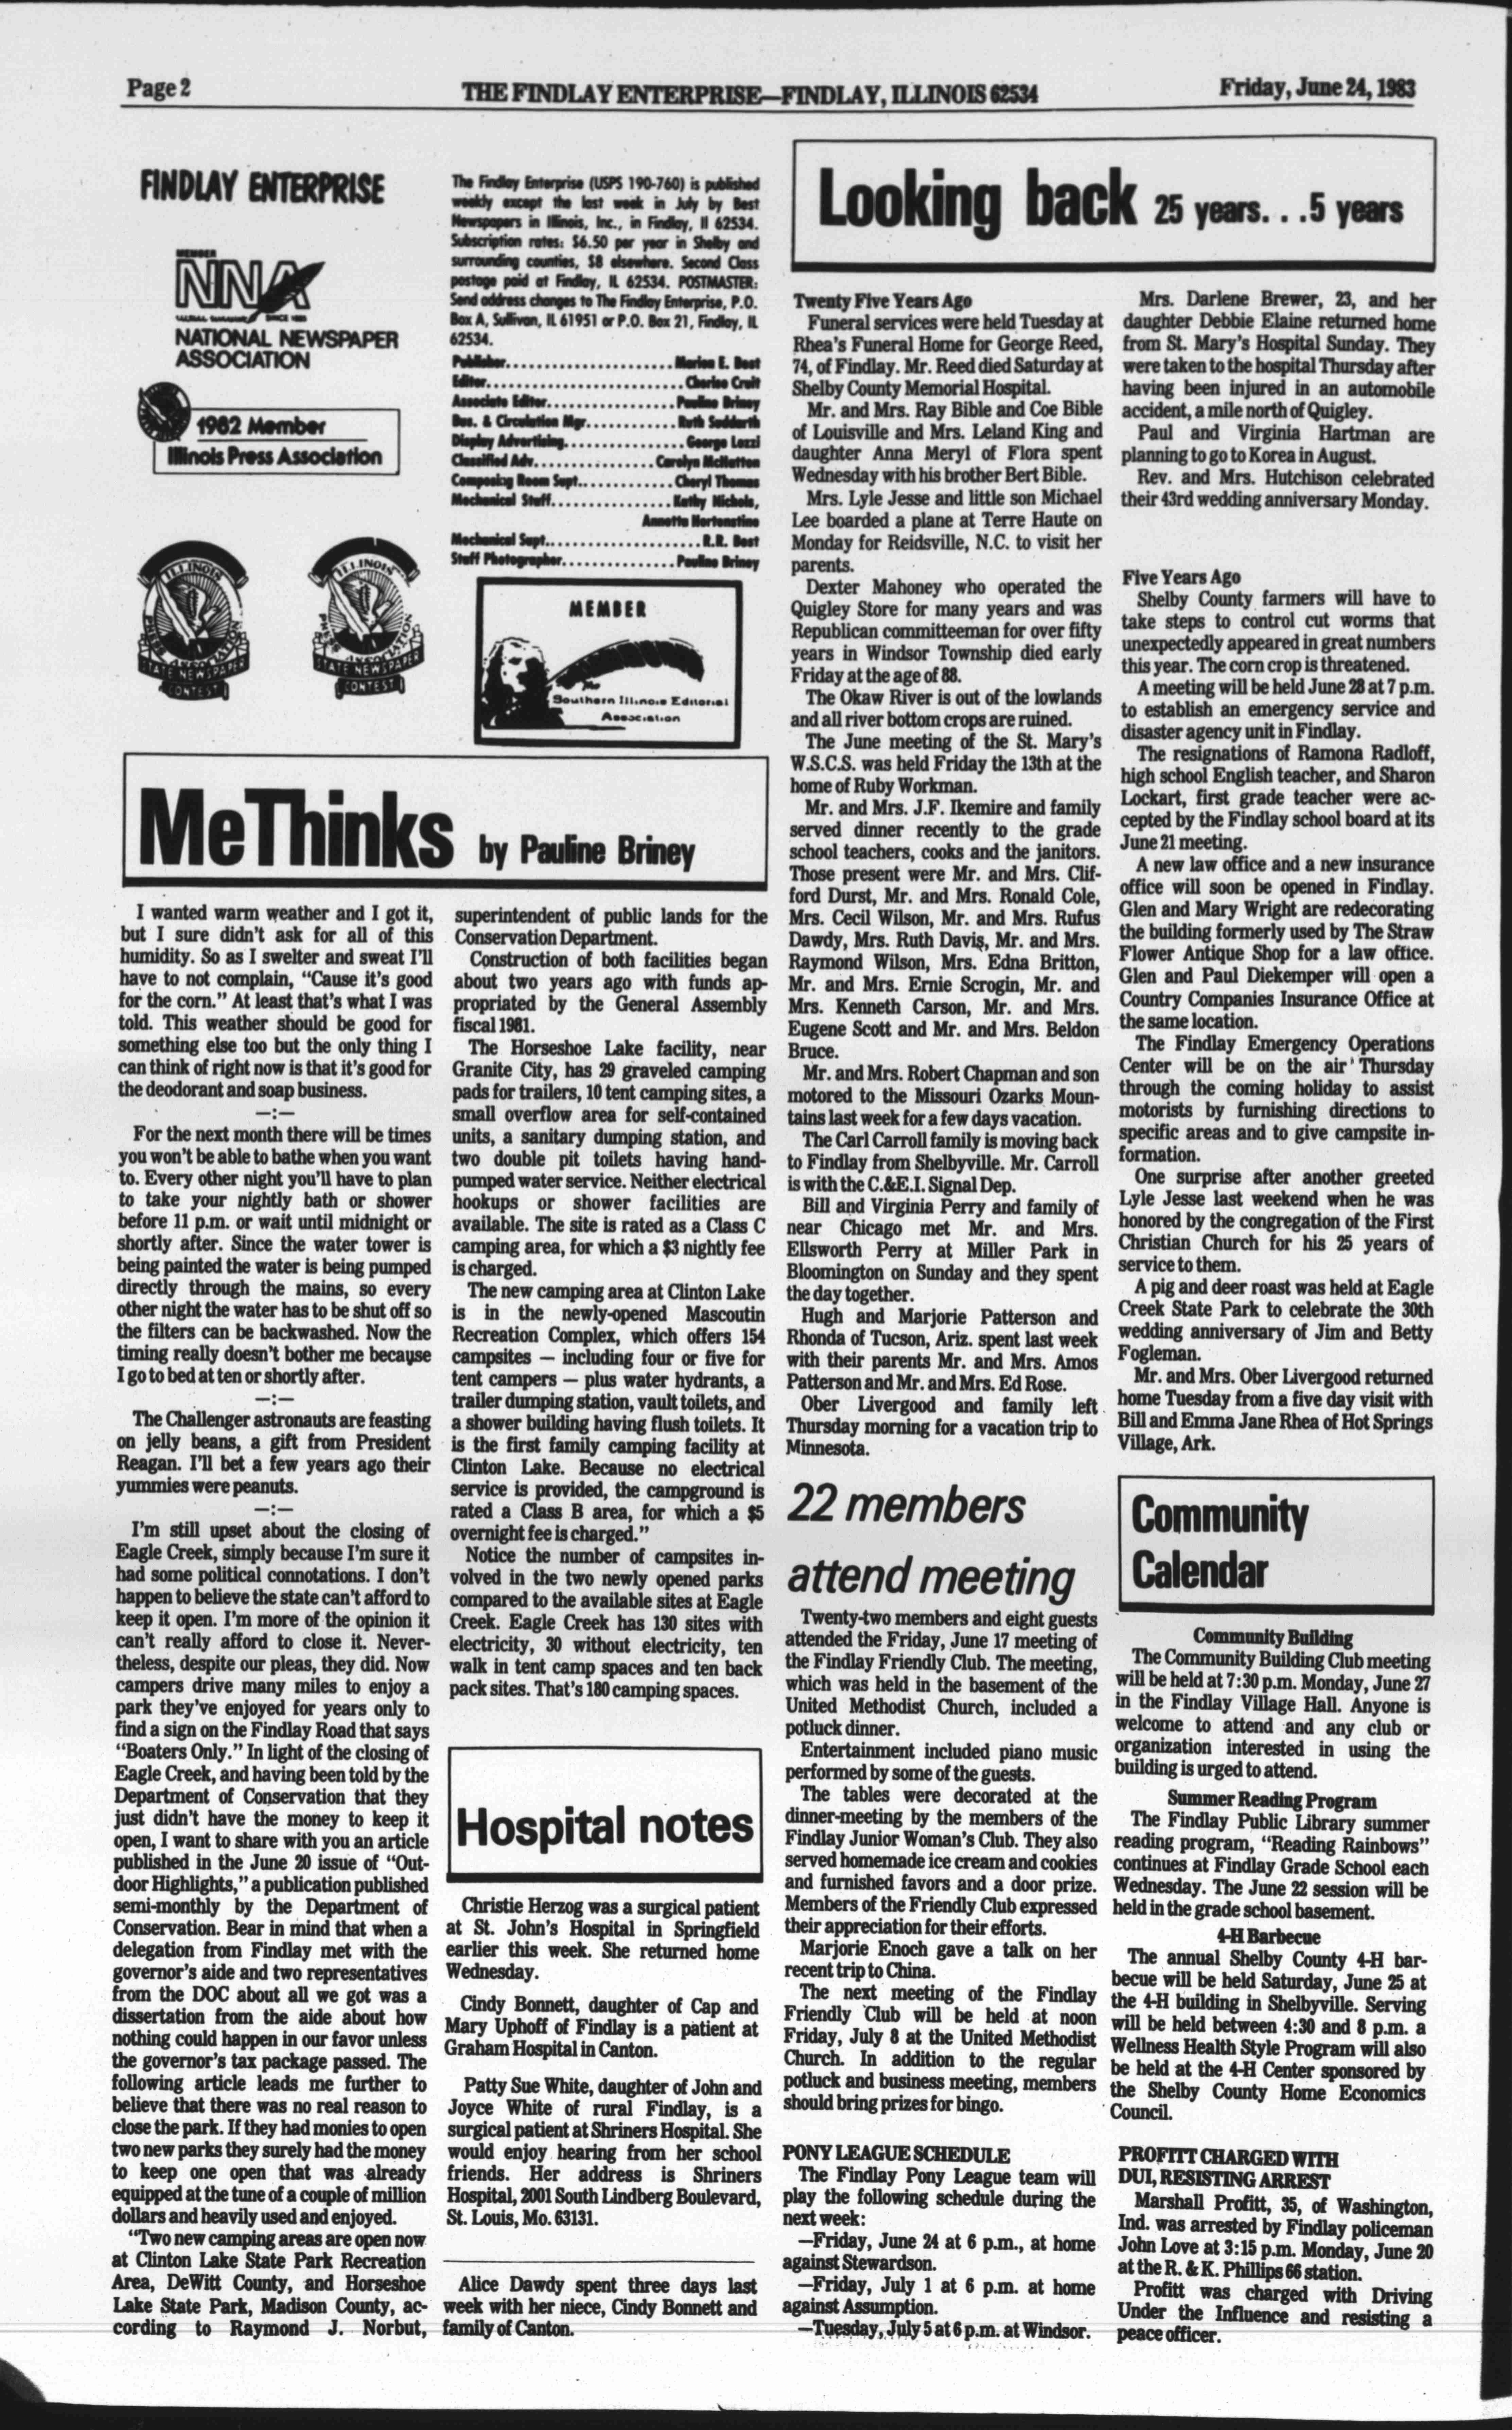 Page 2
THE FINDLAY ENTERPRISE—FINDLAY, ILLINOIS 62534
Friday, June 24, 1983
FINDLAY ENTERPRISE
MEMBER
NNA
SINCE 1885
NATIONAL NEWSPAPER
ASSOCIATION
1982 Member
Illinois Press Association
ILLINOIS
PRESS ASSOCIATION
STATE NEWSPAPER
CONTEST
ILLINOIS
PRESS ASSOCIATION
STATE NEWSPAPER
CONTEST
The Findlay Enterprise (USPS 190-760) is published
weekly except the last week in July by Best
Newspapers in Illinois, Inc., in Findlay, Il 62534.
Subscription rates: $6.50 per year in Shelby and
surrounding counties, $8 elsewhere. Second Class
postage paid at Findlay, IL 62534. POSTMASTER:
Send address changes to The Findlay Enterprise, P.O.
Box A, Sullivan, IL 61951 or P.O. Box 21, Findlay, IL
62534.
Publisher......................Marion E. Best
Editor..........................Charlee Cruit
Associate Editor................Pauline Briney
Bus. & Circulation Mgr............Ruth Suddarth
Display Advertising................George Lezzi
Classified Adv................Carolyn McHatton
Composing Room Supt............Cheryl Thomas
Mechanical Staff................Kathy Nichols,
Annette Hortenstine
Mechanical Supt.....................R.R. Best
Staff Photographer...............Pauline Briney
MEMBER
of The
Southern Illinois Editorial
Association
MeThinks by Pauline Briney
I wanted warm weather and I got it,
but I sure didn't ask for all of this
humidity. So as I swelter and sweat I'll
have to not complain, "Cause it's good
for the corn." At least that's what I was
told. This weather should be good for
something else too but the only thing I
can think of right now is that it's good for
the deodorant and soap business.
—:—
For the next month there will be times
you won't be able to bathe when you want
to. Every other night you'll have to plan
to take your nightly bath or shower
before 11 p.m. or wait until midnight or
shortly after. Since the water tower is
being painted the water is being pumped
directly through the mains, so every
other night the water has to be shut off so
the filters can be backwashed. Now the
timing really doesn't bother me because
I go to bed at ten or shortly after.
—:—
The Challenger astronauts are feasting
on jelly beans, a gift from President
Reagan. I'll bet a few years ago their
yummies were peanuts.
—:—
I'm still upset about the closing of
Eagle Creek, simply because I'm sure it
had some political connotations. I don't
happen to believe the state can't afford to
keep it open. I'm more of the opinion it
can't really afford to close it. Never-
theless, despite our pleas, they did. Now
campers drive many miles to enjoy a
park they've enjoyed for years only to
find a sign on the Findlay Road that says
"Boaters Only." In light of the closing of
Eagle Creek, and having been told by the
Department of Conservation that they
just didn't have the money to keep it
open, I want to share with you an article
published in the June 20 issue of "Out-
door Highlights," a publication published
semi-monthly by the Department of
Conservation. Bear in mind that when a
delegation from Findlay met with the
governor's aide and two representatives
from the DOC about all we got was a
dissertation from the aide about how
nothing could happen in our favor unless
the governor's tax package passed. The
following article leads me further to
believe that there was no real reason to
close the park. If they had monies to open
two new parks they surely had the money
to keep one open that was already
equipped at the tune of a couple of million
dollars and heavily used and enjoyed.
"Two new camping areas are open now
at Clinton Lake State Park Recreation
Area, DeWitt County, and Horseshoe
Lake State Park, Madison County, ac-
cording to Raymond J. Norbut,
superintendent of public lands for the
Conservation Department.
Construction of both facilities began
about two years ago with funds ap-
propriated by the General Assembly
fiscal 1981.
The Horseshoe Lake facility, near
Granite City, has 29 graveled camping
pads for trailers, 10 tent camping sites, a
small overflow area for self-contained
units, a sanitary dumping station, and
two double pit toilets having hand-
pumped water service. Neither electrical
hookups or shower facilities are
available. The site is rated as a Class C
camping area, for which a $3 nightly fee
is charged.
The new camping area at Clinton Lake
is in the newly-opened Mascoutin
Recreation Complex, which offers 154
campsites — including four or five for
tent campers — plus water hydrants, a
trailer dumping station, vault toilets, and
a shower building having flush toilets. It
is the first family camping facility at
Clinton Lake. Because no electrical
service is provided, the campground is
rated a Class B area, for which a $5
overnight fee is charged."
Notice the number of campsites in-
volved in the two newly opened parks
compared to the available sites at Eagle
Creek. Eagle Creek has 130 sites with
electricity, 30 without electricity, ten
walk in tent camp spaces and ten back
pack sites. That's 180 camping spaces.
Hospital notes
Christie Herzog was a surgical patient
at St. John's Hospital in Springfield
earlier this week. She returned home
Wednesday.
Cindy Bonnett, daughter of Cap and
Mary Uphoff of Findlay is a patient at
Graham Hospital in Canton.
Patty Sue White, daughter of John and
Joyce White of rural Findlay, is a
surgical patient at Shriners Hospital. She
would enjoy hearing from her school
friends. Her address is Shriners
Hospital, 2001 South Lindberg Boulevard,
St. Louis, Mo. 63131.
Alice Dawdy spent three days last
week with her niece, Cindy Bonnett and
family of Canton.
Looking back 25 years. . .5 years
Twenty Five Years Ago
Funeral services were held Tuesday at
Rhea's Funeral Home for George Reed,
74, of Findlay. Mr. Reed died Saturday at
Shelby County Memorial Hospital.
Mr. and Mrs. Ray Bible and Coe Bible
of Louisville and Mrs. Leland King and
daughter Anna Meryl of Flora spent
Wednesday with his brother Bert Bible.
Mrs. Lyle Jesse and little son Michael
Lee boarded a plane at Terre Haute on
Monday for Reidsville, N.C. to visit her
parents.
Dexter Mahoney who operated the
Quigley Store for many years and was
Republican committeeman for over fifty
years in Windsor Township died early
Friday at the age of 88.
The Okaw River is out of the lowlands
and all river bottom crops are ruined.
The June meeting of the St. Mary's
W.S.C.S. was held Friday the 13th at the
home of Ruby Workman.
Mr. and Mrs. J.F. Ikemire and family
served dinner recently to the grade
school teachers, cooks and the janitors.
Those present were Mr. and Mrs. Clif-
ford Durst, Mr. and Mrs. Ronald Cole,
Mrs. Cecil Wilson, Mr. and Mrs. Rufus
Dawdy, Mrs. Ruth Davis, Mr. and Mrs.
Raymond Wilson, Mrs. Edna Britton,
Mr. and Mrs. Ernie Scrogin, Mr. and
Mrs. Kenneth Carson, Mr. and Mrs.
Eugene Scott and Mr. and Mrs. Beldon
Bruce.
Mr. and Mrs. Robert Chapman and son
motored to the Missouri Ozarks Moun-
tains last week for a few days vacation.
The Carl Carroll family is moving back
to Findlay from Shelbyville. Mr. Carroll
is with the C.&E.I. Signal Dep.
Bill and Virginia Perry and family of
near Chicago met Mr. and Mrs.
Ellsworth Perry at Miller Park in
Bloomington on Sunday and they spent
the day together.
Hugh and Marjorie Patterson and
Rhonda of Tucson, Ariz. spent last week
with their parents Mr. and Mrs. Amos
Patterson and Mr. and Mrs. Ed Rose.
Ober Livergood and family left
Thursday morning for a vacation trip to
Minnesota.
Mrs. Darlene Brewer, 23, and her
daughter Debbie Elaine returned home
from St. Mary's Hospital Sunday. They
were taken to the hospital Thursday after
having been injured in an automobile
accident, a mile north of Quigley.
Paul and Virginia Hartman are
planning to go to Korea in August.
Rev. and Mrs. Hutchison celebrated
their 43rd wedding anniversary Monday.
Five Years Ago
Shelby County farmers will have to
take steps to control cut worms that
unexpectedly appeared in great numbers
this year. The corn crop is threatened.
A meeting will be held June 28 at 7 p.m.
to establish an emergency service and
disaster agency unit in Findlay.
The resignations of Ramona Radloff,
high school English teacher, and Sharon
Lockart, first grade teacher were ac-
cepted by the Findlay school board at its
June 21 meeting.
A new law office and a new insurance
office will soon be opened in Findlay.
Glen and Mary Wright are redecorating
the building formerly used by The Straw
Flower Antique Shop for a law office.
Glen and Paul Diekemper will open a
Country Companies Insurance Office at
the same location.
The Findlay Emergency Operations
Center will be on the air Thursday
through the coming holiday to assist
motorists by furnishing directions to
specific areas and to give campsite in-
formation.
One surprise after another greeted
Lyle Jesse last weekend when he was
honored by the congregation of the First
Christian Church for his 25 years of
service to them.
A pig and deer roast was held at Eagle
Creek State Park to celebrate the 30th
wedding anniversary of Jim and Betty
Fogleman.
Mr. and Mrs. Ober Livergood returned
home Tuesday from a five day visit with
Bill and Emma Jane Rhea of Hot Springs
Village, Ark.
22 members
attend meeting
Twenty-two members and eight guests
attended the Friday, June 17 meeting of
the Findlay Friendly Club. The meeting,
which was held in the basement of the
United Methodist Church, included a
potluck dinner.
Entertainment included piano music
performed by some of the guests.
The tables were decorated at the
dinner-meeting by the members of the
Findlay Junior Woman's Club. They also
served homemade ice cream and cookies
and furnished favors and a door prize.
Members of the Friendly Club expressed
their appreciation for their efforts.
Marjorie Enoch gave a talk on her
recent trip to China.
The next meeting of the Findlay
Friendly Club will be held at noon
Friday, July 8 at the United Methodist
Church. In addition to the regular
potluck and business meeting, members
should bring prizes for bingo.
PONY LEAGUE SCHEDULE
The Findlay Pony League team will
play the following schedule during the
next week:
—Friday, June 24 at 6 p.m., at home
against Stewardson.
—Friday, July 1 at 6 p.m. at home
against Assumption.
—Tuesday, July 5 at 6 p.m. at Windsor.
Community
Calendar
Community Building
The Community Building Club meeting
will be held at 7:30 p.m. Monday, June 27
in the Findlay Village Hall. Anyone is
welcome to attend and any club or
organization interested in using the
building is urged to attend.
Summer Reading Program
The Findlay Public Library summer
reading program, "Reading Rainbows"
continues at Findlay Grade School each
Wednesday. The June 22 session will be
held in the grade school basement.
4-H Barbecue
The annual Shelby County 4-H bar-
becue will be held Saturday, June 25 at
the 4-H building in Shelbyville. Serving
will be held between 4:30 and 8 p.m. a
Wellness Health Style Program will also
be held at the 4-H Center sponsored by
the Shelby County Home Economics
Council.
PROFITT CHARGED WITH
DUI, RESISTING ARREST
Marshall Profitt, 35, of Washington,
Ind. was arrested by Findlay policeman
John Love at 3:15 p.m. Monday, June 20
at the R. & K. Phillips 66 station.
Profitt was charged with Driving
Under the Influence and resisting a
peace officer.